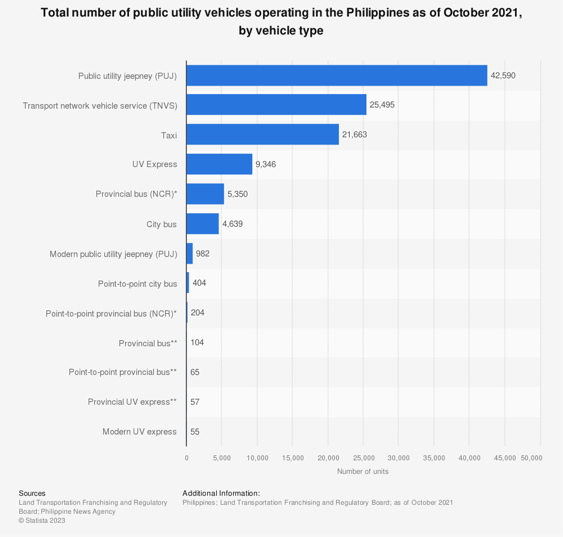 Total number of public utility vehicles operating in the Philippines as of October 2021,
by vehicle type
Public utility jeepney (PUJ)
42,590
Transport network vehicle service (TNVS)
25,495
Taxi
21,663
UV Express
9,346
Provincial bus (NCR)*
5,350
City bus
4,639
Modern public utility jeepney (PUJ)
982
Point-to-point city bus
404
Point-to-point provincial bus (NCR)*
204
Provincial bus**
104
Point-to-point provincial bus**
65
Provincial UV express**
57
Modern UV express
55
0 5,000 10,000 15,000 20,000 25,000 30,000 35,000 40,000 45,000 50,000
Number of units
Sources
Land Transportation Franchising and Regulatory
Board; Philippine News Agency
© Statista 2023
Additional Information:
Philippines; Land Transportation Franchising and Regulatory Board; as of October 2021